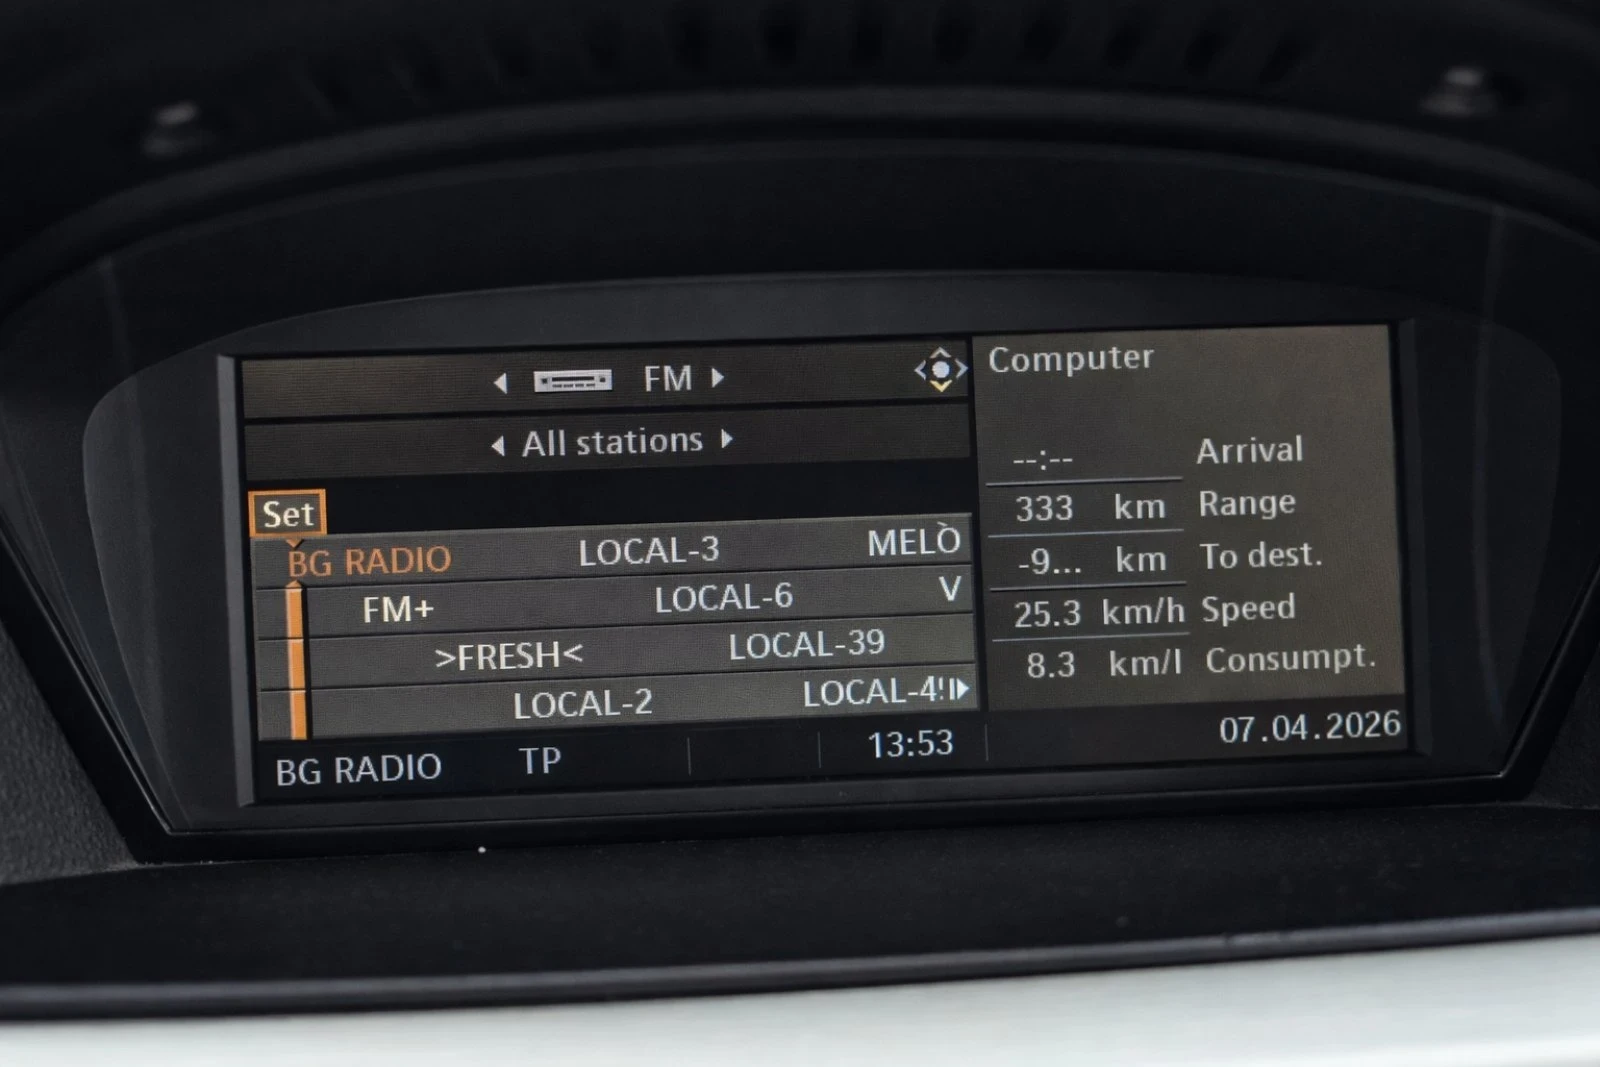 FM
All stations
Set
BG RADIO LOCAL-3 MELÒ
FM+ LOCAL-6 V
>FRESH< LOCAL-39
LOCAL-2 LOCAL-4!
BG RADIO TP 13:53
Computer
--:-- Arrival
333 km Range
-9... km To dest.
25.3 km/h Speed
8.3 km/l Consumpt.
07.04.2026